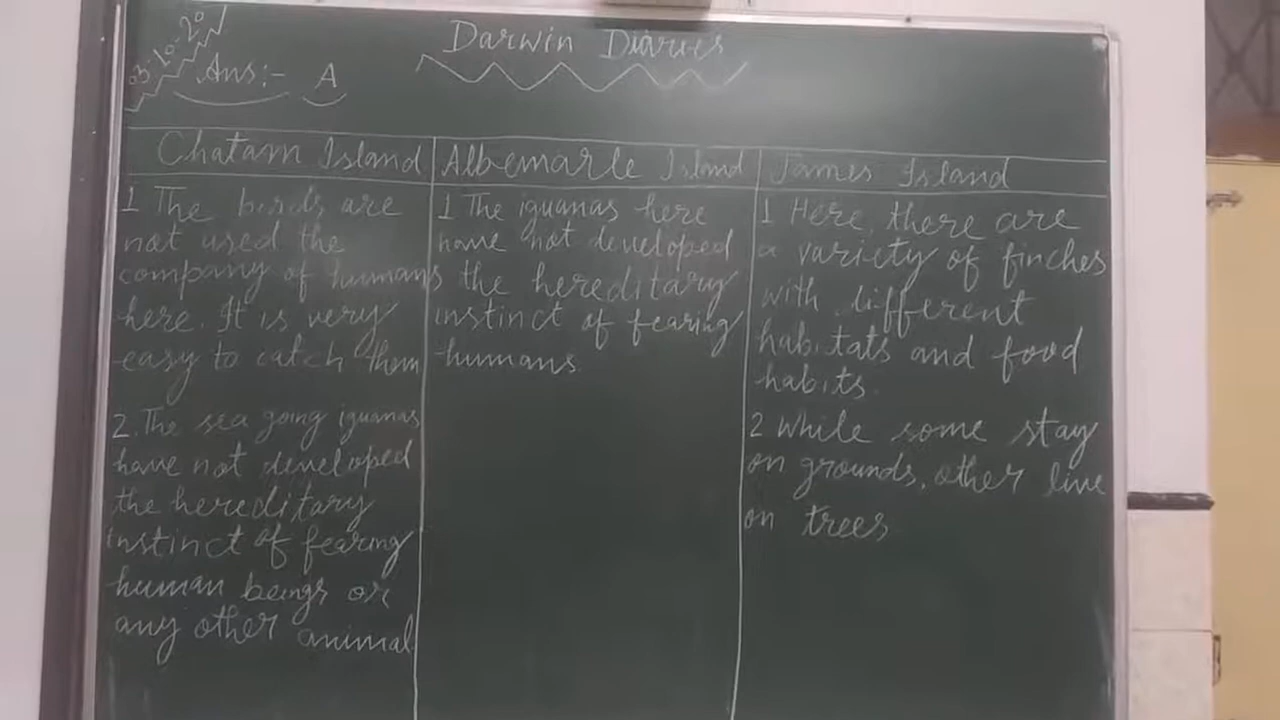 Darwin Diaries
Ans:- A
Chatam Island
1 The birds are
not used the
company of humans
here. It is very
easy to catch them
2. The sea going iguanas
have not developed
the hereditary
instinct of fearing
human beings or
any other animal
Albemarle Island
1 The iguanas here
have not developed
the hereditary
instinct of fearing
humans.
James Island
1 Here, there are
a variety of finches
with different
habitats and food
habits.
2 While some stay
on grounds, other live
on trees